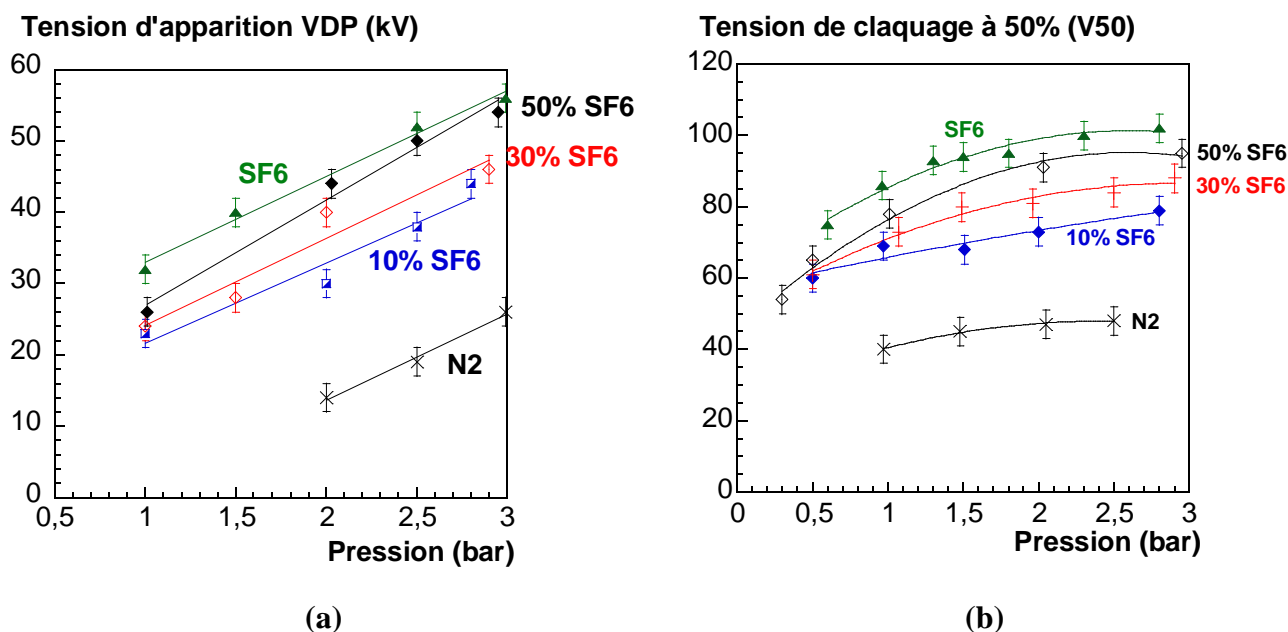 Tension d'apparition VDP (kV)
60
50
40
30
20
10
0
0,5
1
1,5
2
2,5
3
Pression (bar)
SF6
50% SF6
30% SF6
10% SF6
N2
(a)
Tension de claquage à 50% (V50)
120
100
80
60
40
20
0
0
0,5
1
1,5
2
2,5
3
Pression (bar)
SF6
50% SF6
30% SF6
10% SF6
N2
(b)